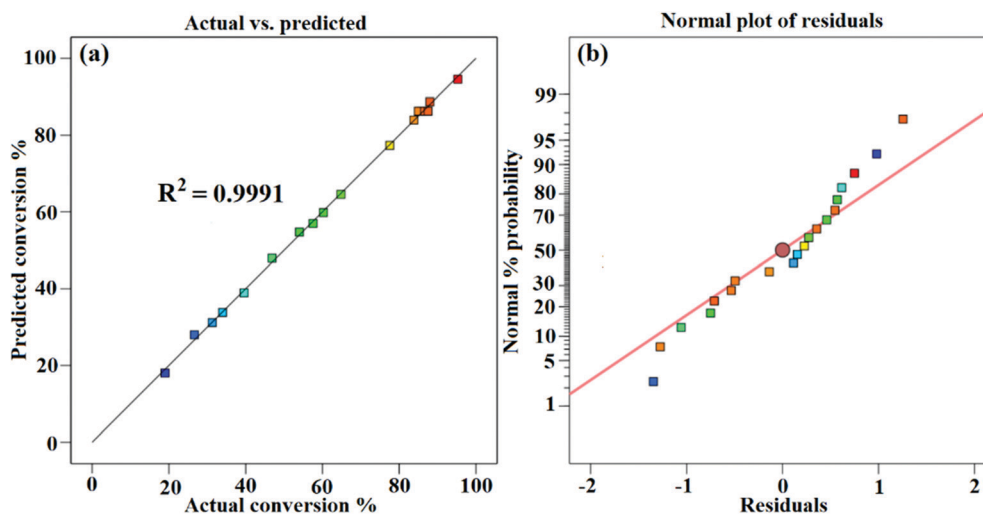 Actual vs. predicted
(a)
R² = 0.9991
Predicted conversion %
100
80
60
40
20
0
0 20 40 60 80 100
Actual conversion %
Normal plot of residuals
(b)
Normal % probability
99
95
90
80
70
50
30
20
10
5
1
-2 -1 0 1 2
Residuals